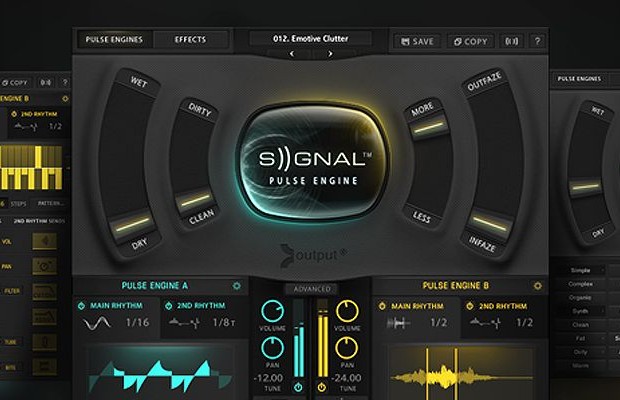 PULSE ENGINES
EFFECTS
012. Emotive Clutter
SAVE
COPY
?
WET
DIRTY
CLEAN
DRY
S))GNAL™
PULSE ENGINE
output
MORE
OUTFAZE
LESS
INFAZE
PULSE ENGINE A
ADVANCED
PULSE ENGINE B
MAIN RHYTHM
1/16
2ND RHYTHM
1/8 T
VOLUME
PAN
-12.00
TUNE
VOLUME
PAN
-24.00
TUNE
MAIN RHYTHM
1/2
2ND RHYTHM
1/2
COPY
?
ENGINE B
2ND RHYTHM
1/2
STEPS
PATTERN...
2ND RHYTHM
VOL
PAN
FILTER
TUBE
PULSE ENGINES
WET
DRY
Simple
Complex
Organic
Synth
Clean
Dirty
Warm